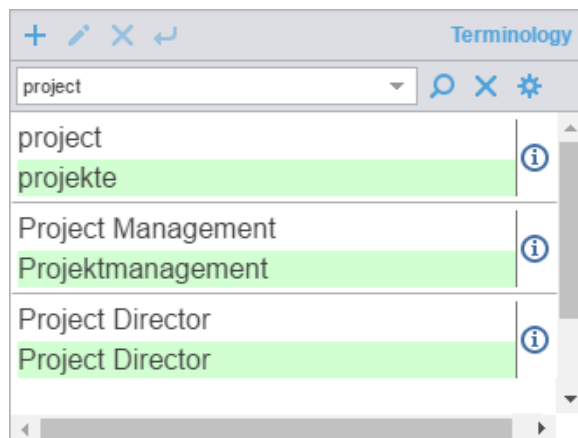 Terminology
project
project
projekte
Project Management
Projektmanagement
Project Director
Project Director